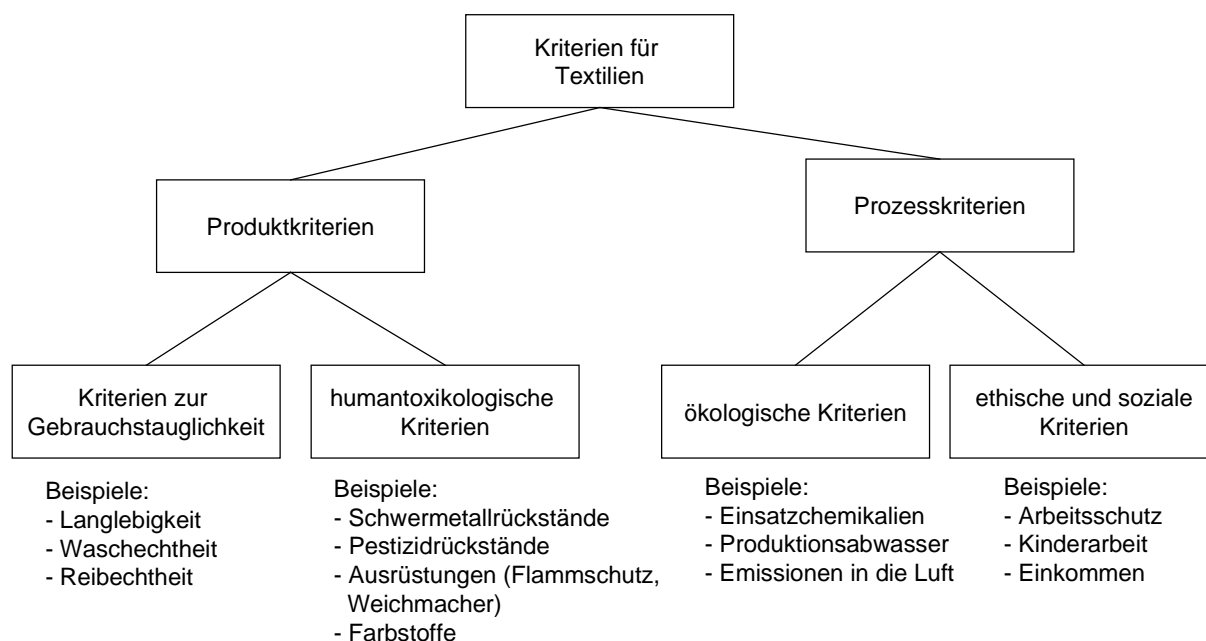 Kriterien für
Textilien
Produktkriterien
Prozesskriterien
Kriterien zur
Gebrauchstauglichkeit
humantoxikologische
Kriterien
ökologische Kriterien
ethische und soziale
Kriterien
Beispiele:
- Langlebigkeit
- Waschechtheit
- Reibechtheit
Beispiele:
- Schwermetallrückstände
- Pestizidrückstände
- Ausrüstungen (Flammschutz,
Weichmacher)
- Farbstoffe
Beispiele:
- Einsatzchemikalien
- Produktionsabwasser
- Emissionen in die Luft
Beispiele:
- Arbeitsschutz
- Kinderarbeit
- Einkommen